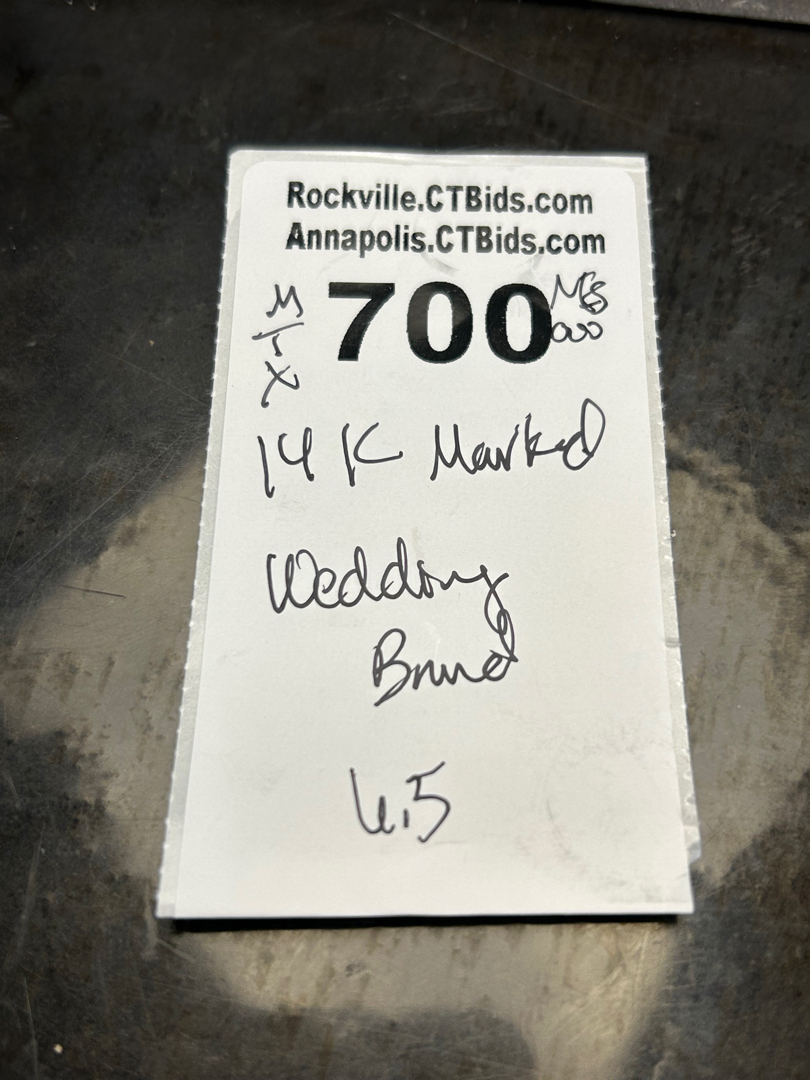 Rockville.CTBids.com
Annapolis.CTBids.com
700
14 K Marked
Wedding
Band
6.5